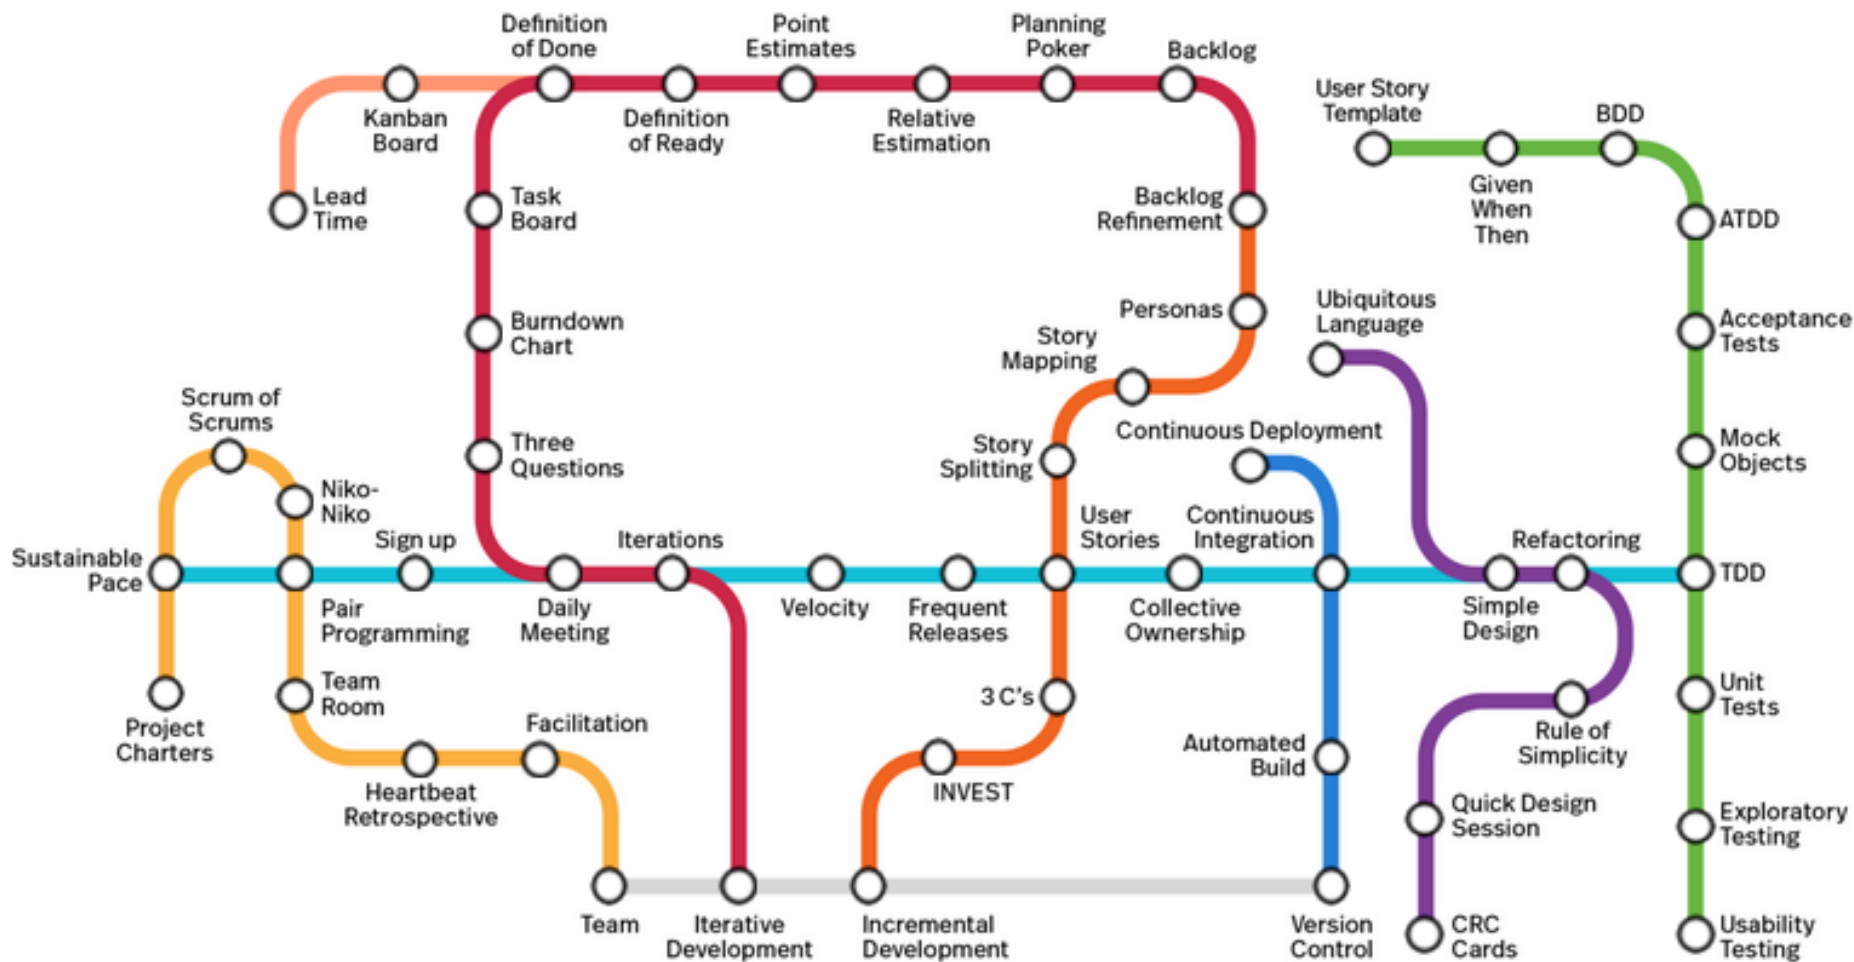 Definition
of Done
Point
Estimates
Planning
Poker
Backlog
User Story
Template
BDD
Kanban
Board
Definition
of Ready
Relative
Estimation
Given
When
Then
Lead
Time
Task
Board
Backlog
Refinement
ATDD
Personas
Ubiquitous
Language
Acceptance
Tests
Burndown
Chart
Story
Mapping
Scrum of
Scrums
Three
Questions
Story
Splitting
Continuous Deployment
Mock
Objects
Niko-
Niko
Sustainable
Pace
Sign up
Iterations
User
Stories
Continuous
Integration
Refactoring
TDD
Pair
Programming
Daily
Meeting
Velocity
Frequent
Releases
Collective
Ownership
Simple
Design
Project
Charters
Team
Room
Facilitation
3 C's
Unit
Tests
Rule of
Simplicity
Automated
Build
Heartbeat
Retrospective
INVEST
Quick Design
Session
Exploratory
Testing
Team
Iterative
Development
Incremental
Development
Version
Control
CRC
Cards
Usability
Testing